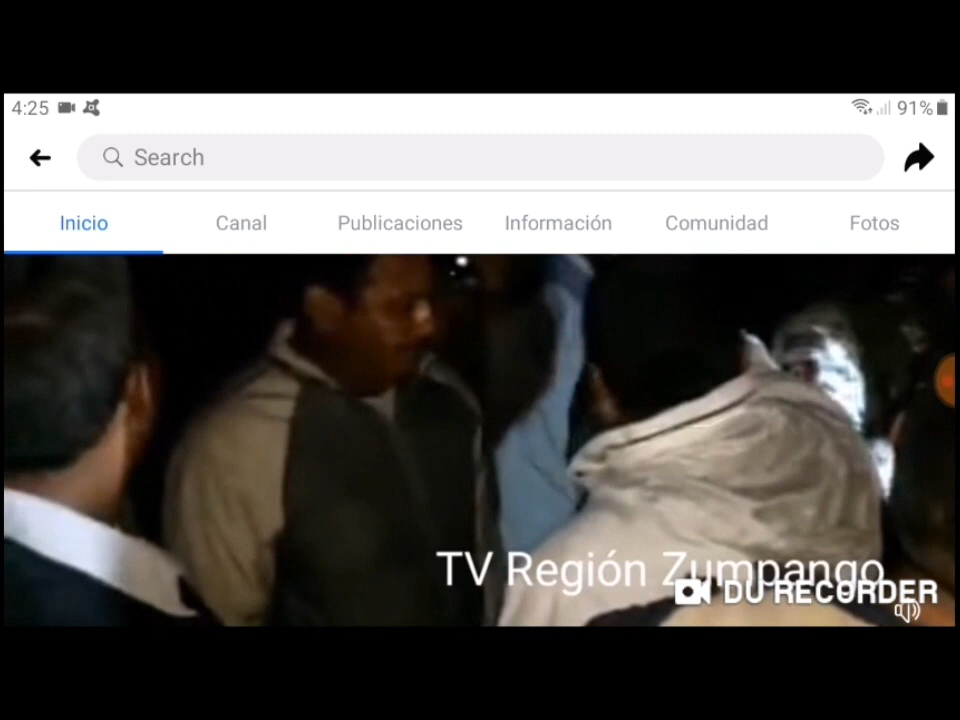 4:25 91%
Search
Inicio Canal Publicaciones Información Comunidad Fotos
TV Región Zumpango
DU RECORDER